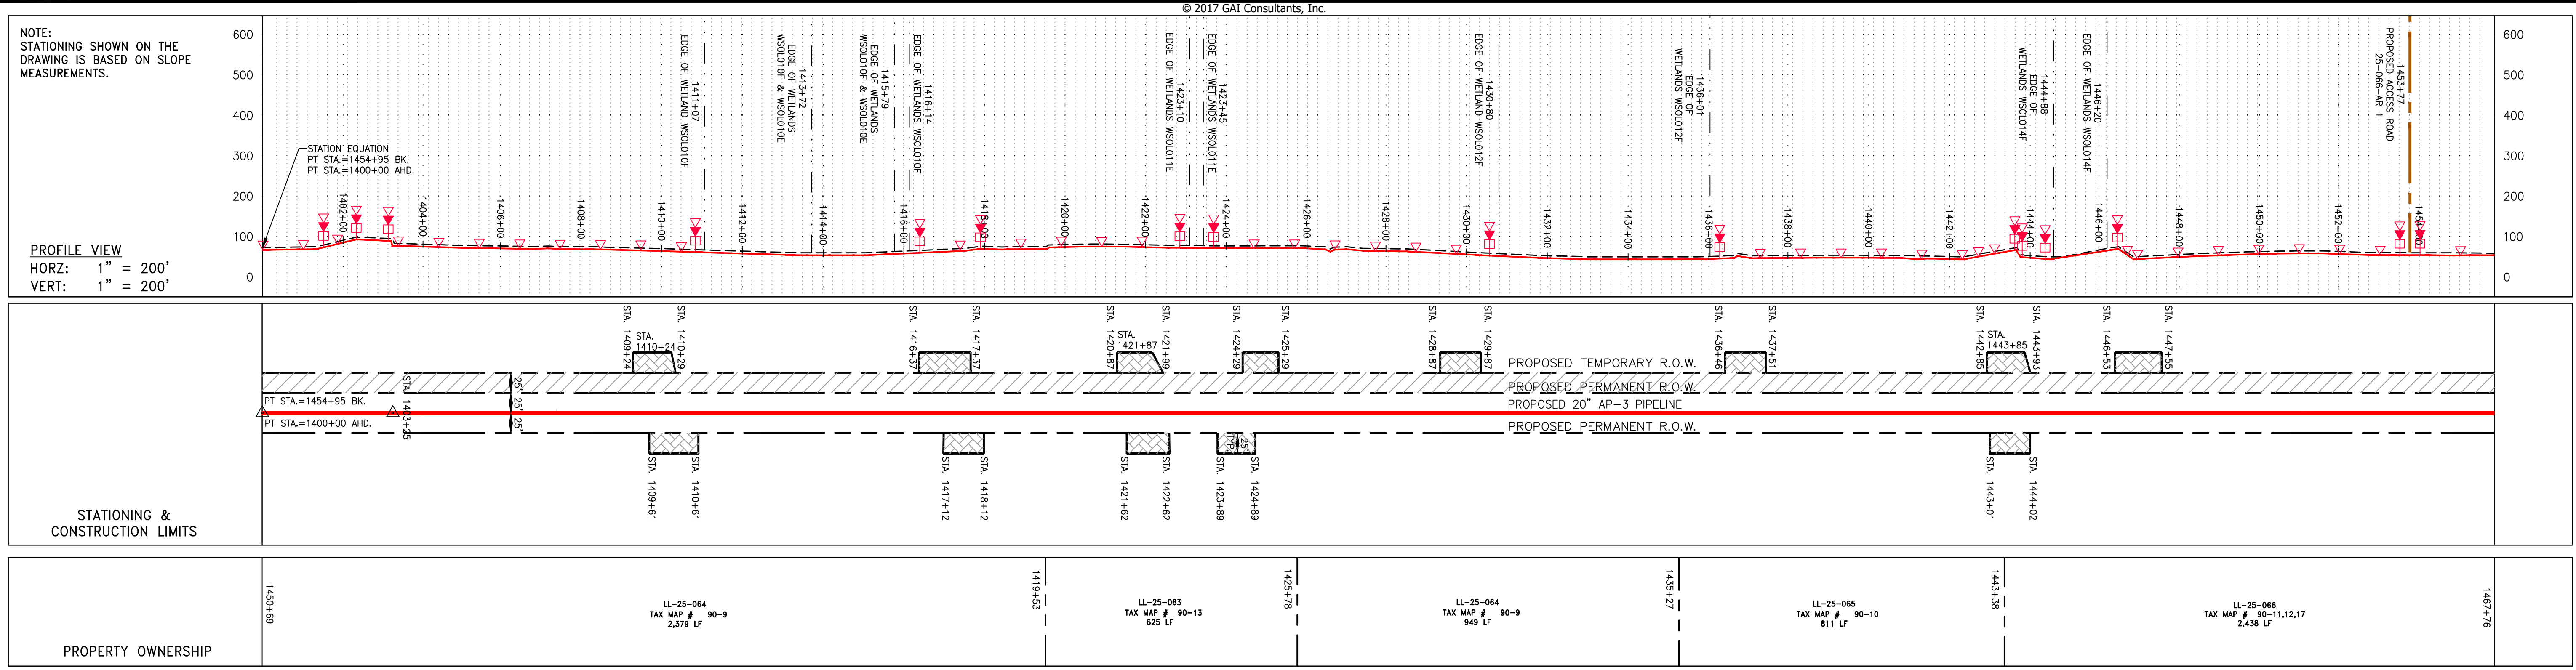 © 2017 GAI Consultants, Inc.
NOTE:
STATIONING SHOWN ON THE
DRAWING IS BASED ON SLOPE
MEASUREMENTS.
PROFILE VIEW
HORZ: 1" = 200'
VERT: 1" = 200'
600
500
400
300
200
100
0
STATION EQUATION
PT STA.=1454+95 BK.
PT STA.=1400+00 AHD.
1402+00
1404+00
1406+00
1408+00
1410+00
1411+07
EDGE OF WETLAND WSOL010F
1412+00
1413+72
EDGE OF WETLANDS
WSOL010F & WSOL010E
1414+00
1415+79
EDGE OF WETLANDS
WSOL010F & WSOL010E
1416+00
1416+14
EDGE OF WETLANDS WSOL010F
1418+00
1420+00
1422+00
1423+10
EDGE OF WETLANDS WSOL011E
1423+45
EDGE OF WETLANDS WSOL011E
1424+00
1426+00
1428+00
1430+00
1430+80
EDGE OF WETLAND WSOL012F
1432+00
1434+00
1436+00
1436+01
EDGE OF
WETLANDS WSOL012F
1438+00
1440+00
1442+00
1444+00
1444+88
EDGE OF
WETLANDS WSOL014F
1446+00
1446+20
EDGE OF WETLANDS WSOL014F
1448+00
1450+00
1452+00
1453+77
PROPOSED ACCESS ROAD
25-066-AR 1
1454+00
600
500
400
300
200
100
0
STATIONING &
CONSTRUCTION LIMITS
STA. 1409+24
STA.
1410+24
STA. 1410+29
STA. 1416+37
STA. 1417+37
STA. 1420+87
STA.
1421+87
STA. 1421+99
STA. 1424+29
STA. 1425+29
STA. 1428+87
STA. 1429+87
STA. 1436+46
STA. 1437+51
STA. 1442+85
STA.
1443+85
STA. 1443+93
STA. 1446+53
STA. 1447+55
PROPOSED TEMPORARY R.O.W.
PROPOSED PERMANENT R.O.W.
PROPOSED 20" AP-3 PIPELINE
PROPOSED PERMANENT R.O.W.
PT STA.=1454+95 BK.
PT STA.=1400+00 AHD.
STA. 1403+25
25'
25'
25'
25'
TYP.
STA. 1409+61
STA. 1410+61
STA. 1417+12
STA. 1418+12
STA. 1421+62
STA. 1422+62
STA. 1423+89
STA. 1424+89
STA. 1443+01
STA. 1444+02
PROPERTY OWNERSHIP
1450+69
LL-25-064
TAX MAP # 90-9
2,379 LF
1419+53
LL-25-063
TAX MAP # 90-13
625 LF
1425+78
LL-25-064
TAX MAP # 90-9
949 LF
1435+27
LL-25-065
TAX MAP # 90-10
811 LF
1443+38
LL-25-066
TAX MAP # 90-11,12,17
2,438 LF
1467+76